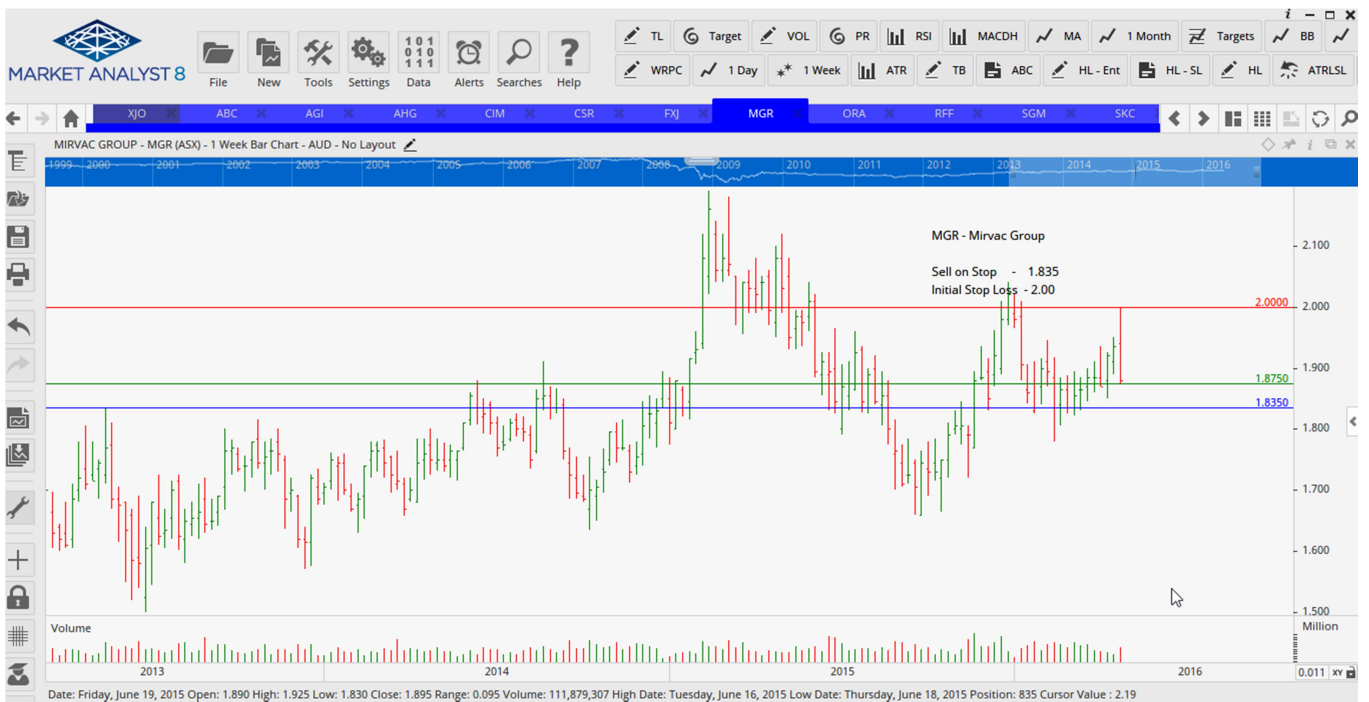 i
TL Target VOL PR RSI MACDH MA 1 Month Targets BB
MARKET ANALYST 8
File New Tools Settings Data Alerts Searches Help
101
010
111
WRPC 1 Day 1 Week ATR TB ABC HL - Ent HL - SL HL ATRLSL
XJO ABC AGI AHG CIM CSR FXJ MGR ORA RFF SGM SKC
MIRVAC GROUP - MGR (ASX) - 1 Week Bar Chart - AUD - No Layout
1999 2000 2001 2002 2003 2004 2005 2006 2007 2008 2009 2010 2011 2012 2013 2014 2015 2016
MGR - Mirvac Group
Sell on Stop - 1.835
Initial Stop Loss - 2.00
2.0000
1.8750
1.8350
2.100
2.000
1.900
1.800
1.700
1.600
1.500
Volume
Million
2013 2014 2015 2016
0.011 XY
Date: Friday, June 19, 2015 Open: 1.890 High: 1.925 Low: 1.830 Close: 1.895 Range: 0.095 Volume: 111,879,307 High Date: Tuesday, June 16, 2015 Low Date: Thursday, June 18, 2015 Position: 835 Cursor Value : 2.19